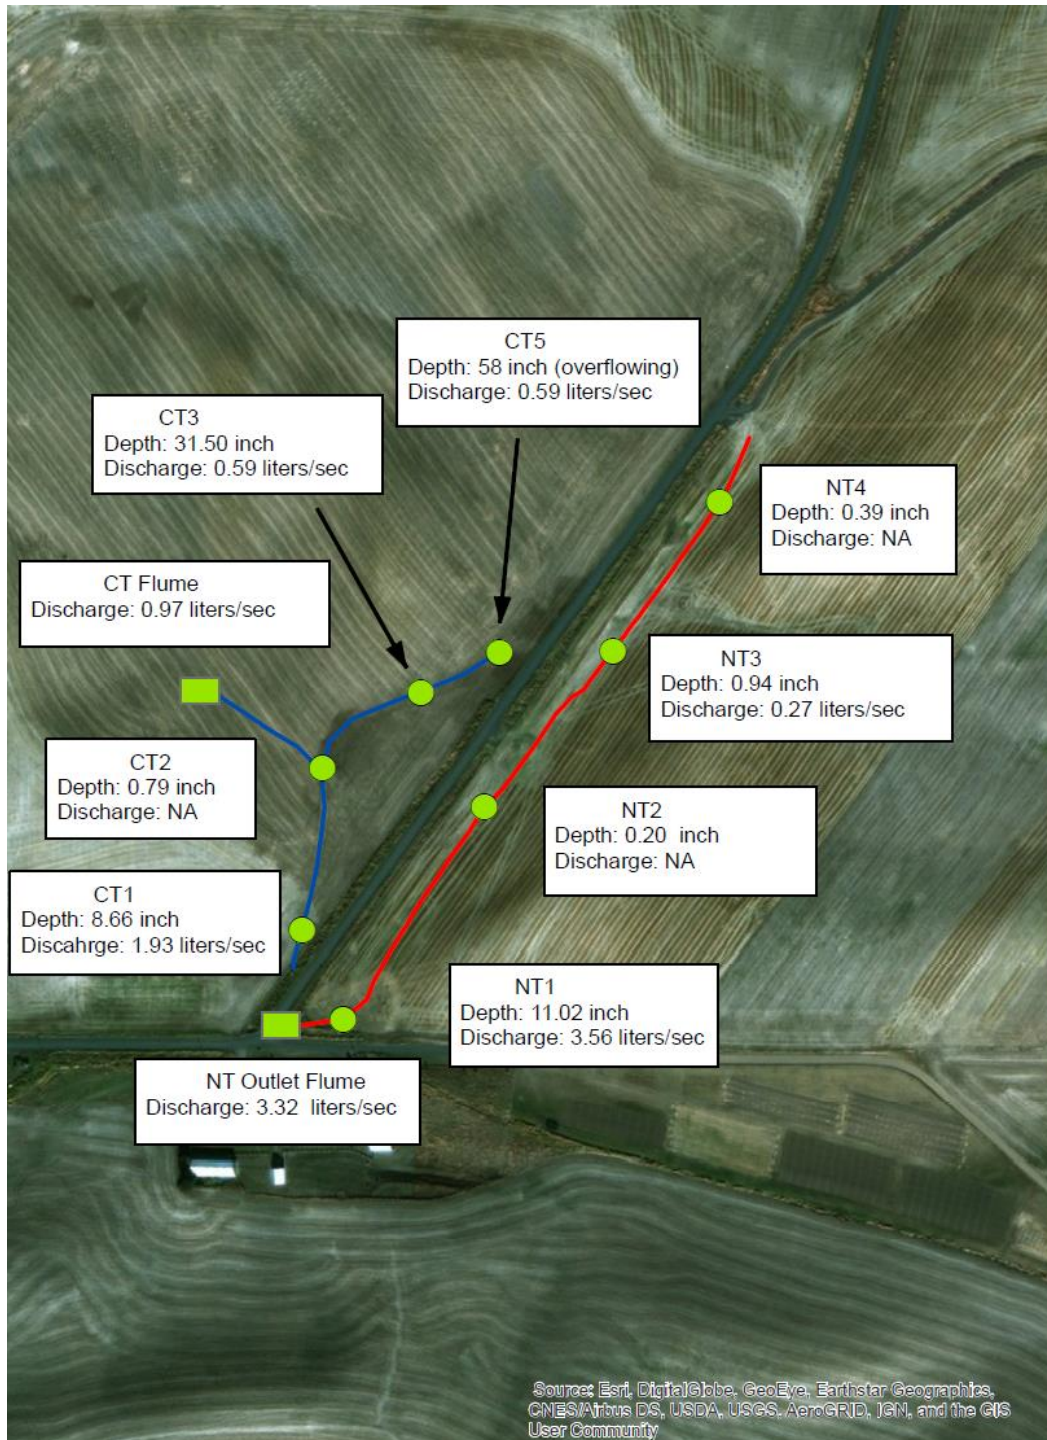 CT5
Depth: 58 inch (overflowing)
Discharge: 0.59 liters/sec
CT3
Depth: 31.50 inch
Discharge: 0.59 liters/sec
NT4
Depth: 0.39 inch
Discharge: NA
CT Flume
Discharge: 0.97 liters/sec
NT3
Depth: 0.94 inch
Discharge: 0.27 liters/sec
CT2
Depth: 0.79 inch
Discharge: NA
NT2
Depth: 0.20 inch
Discharge: NA
CT1
Depth: 8.66 inch
Discahrge: 1.93 liters/sec
NT1
Depth: 11.02 inch
Discharge: 3.56 liters/sec
NT Outlet Flume
Discharge: 3.32 liters/sec
Source: Esri, DigitalGlobe, GeoEye, Earthstar Geographics,
CNES/Airbus DS, USDA, USGS, AeroGRID, IGN, and the GIS
User Community